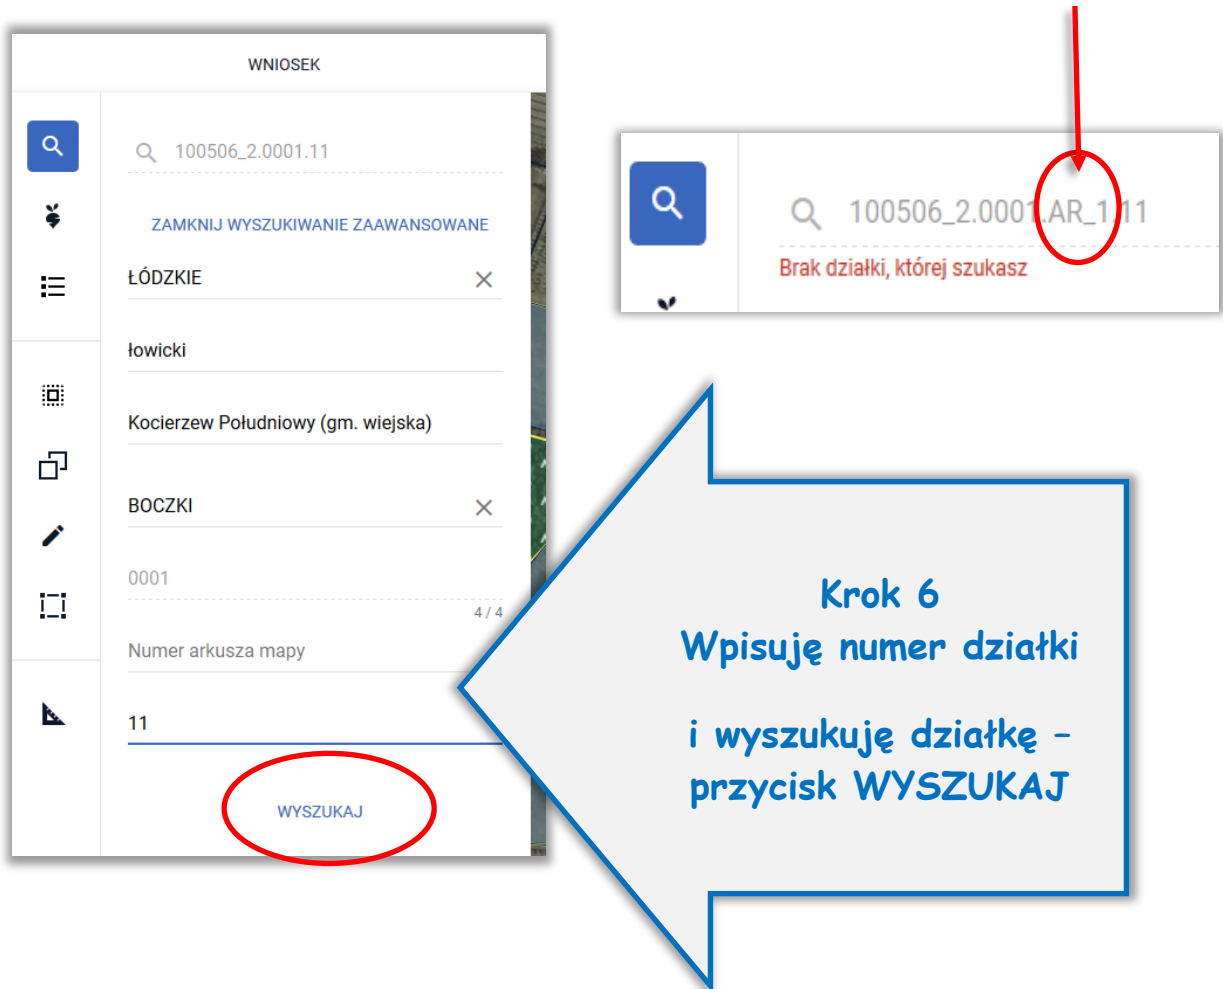 WNIOSEK
100506_2.0001.11
ZAMKNIJ WYSZUKIWANIE ZAAWANSOWANE
ŁÓDZKIE
łowicki
Kocierzew Południowy (gm. wiejska)
BOCZKI
0001
4 / 4
Numer arkusza mapy
11
WYSZUKAJ
100506_2.0001.AR_1.11
Brak działki, której szukasz
Krok 6
Wpisuję numer działki
i wyszukuję działkę –
przycisk WYSZUKAJ